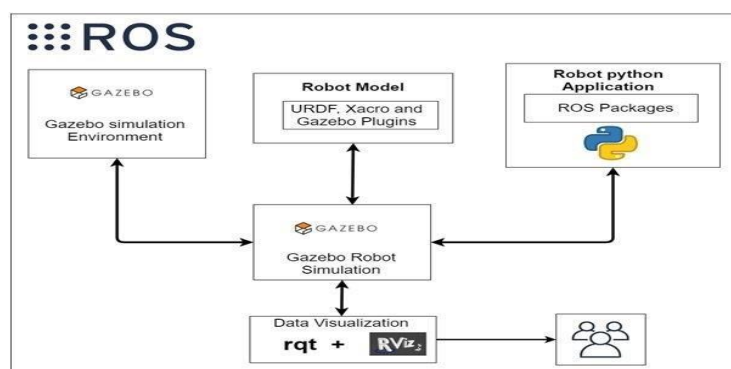 ROS
GAZEBO
Gazebo simulation
Environment
Robot Model
URDF, Xacro and
Gazebo Plugins
Robot python
Application
ROS Packages
GAZEBO
Gazebo Robot
Simulation
Data Visualization
rqt + RViz